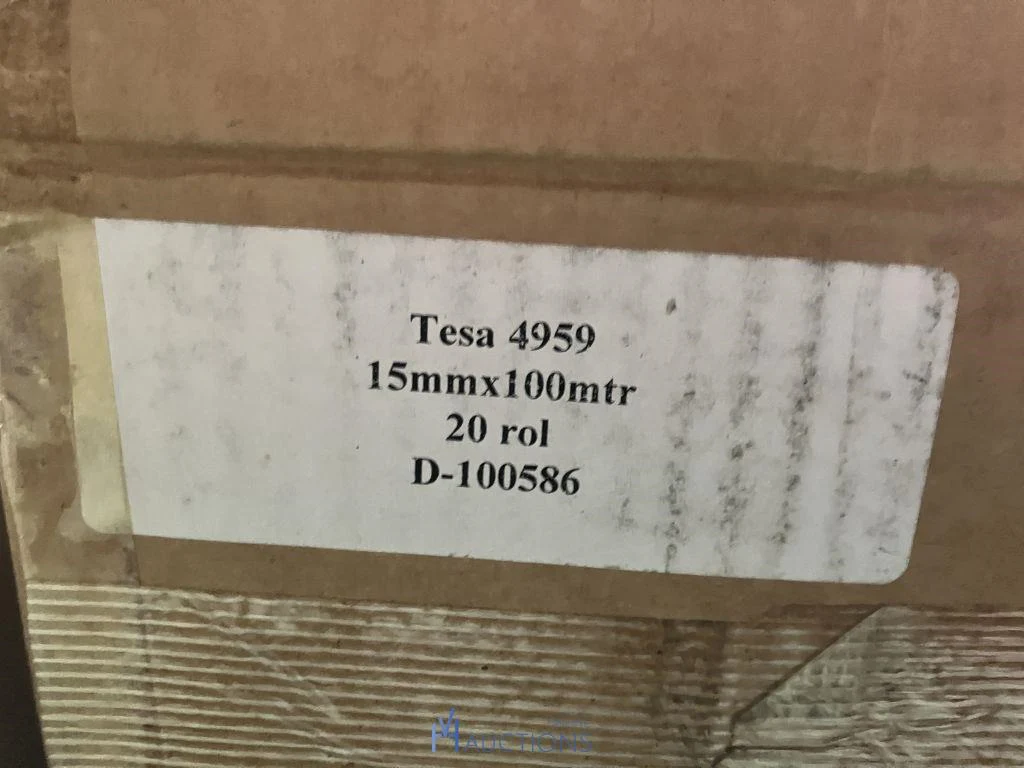 Tesa 4959
15mmx100mtr
20 rol
D-100586
AUCTIONS